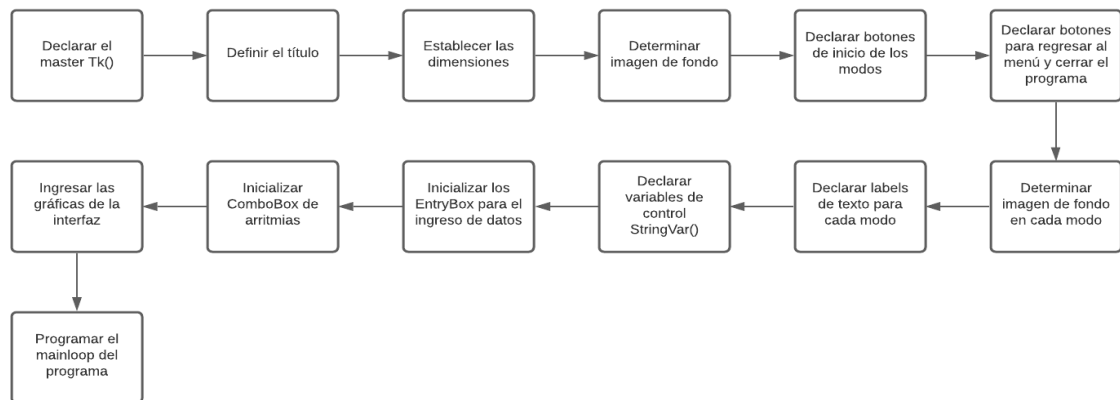 Declarar el
master Tk()
Definir el título
Establecer las
dimensiones
Determinar
imagen de fondo
Declarar botones
de inicio de los
modos
Declarar botones
para regresar al
menú y cerrar el
programa
Determinar
imagen de fondo
en cada modo
Declarar labels
de texto para
cada modo
Declarar
variables de
control
StringVar()
Inicializar los
EntryBox para el
ingreso de datos
Inicializar
ComboBox de
arritmias
Ingresar las
gráficas de la
interfaz
Programar el
mainloop del
programa